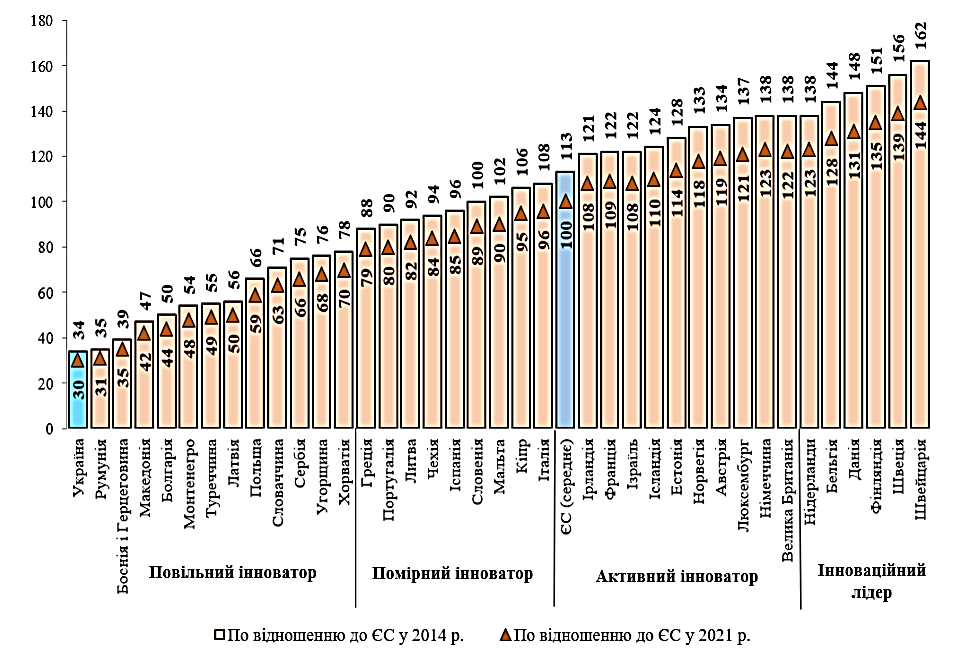 180
160
140
120
100
80
60
40
20
0
34 35 39 47 50 54 55 56 66 71 75 76 78 88 90 92 94 96 100 102 106 108 113 121 122 122 124 128 133 134 137 138 138 138 144 148 151 156 162
30 31 35 42 44 48 49 50 59 63 66 68 70 79 80 82 84 85 89 90 95 96 100 108 109 108 110 114 118 119 121 123 122 123 128 131 135 139 144
Україна
Румунія
Боснія і Герцеговина
Македонія
Болгарія
Монтенегро
Туреччина
Латвія
Польща
Словаччина
Сербія
Угорщина
Хорватія
Греція
Португалія
Литва
Чехія
Іспанія
Словенія
Мальта
Кіпр
Італія
ЄС (середнє)
Ірландія
Франція
Ізраїль
Ісландія
Естонія
Норвегія
Австрія
Люксембург
Німеччина
Велика Британія
Нідерланди
Бельгія
Данія
Фінляндія
Швеція
Швейцарія
Повільний інноватор
Помірний інноватор
Активний інноватор
Інноваційний
лідер
По відношенню до ЄС у 2014 р.
По відношенню до ЄС у 2021 р.